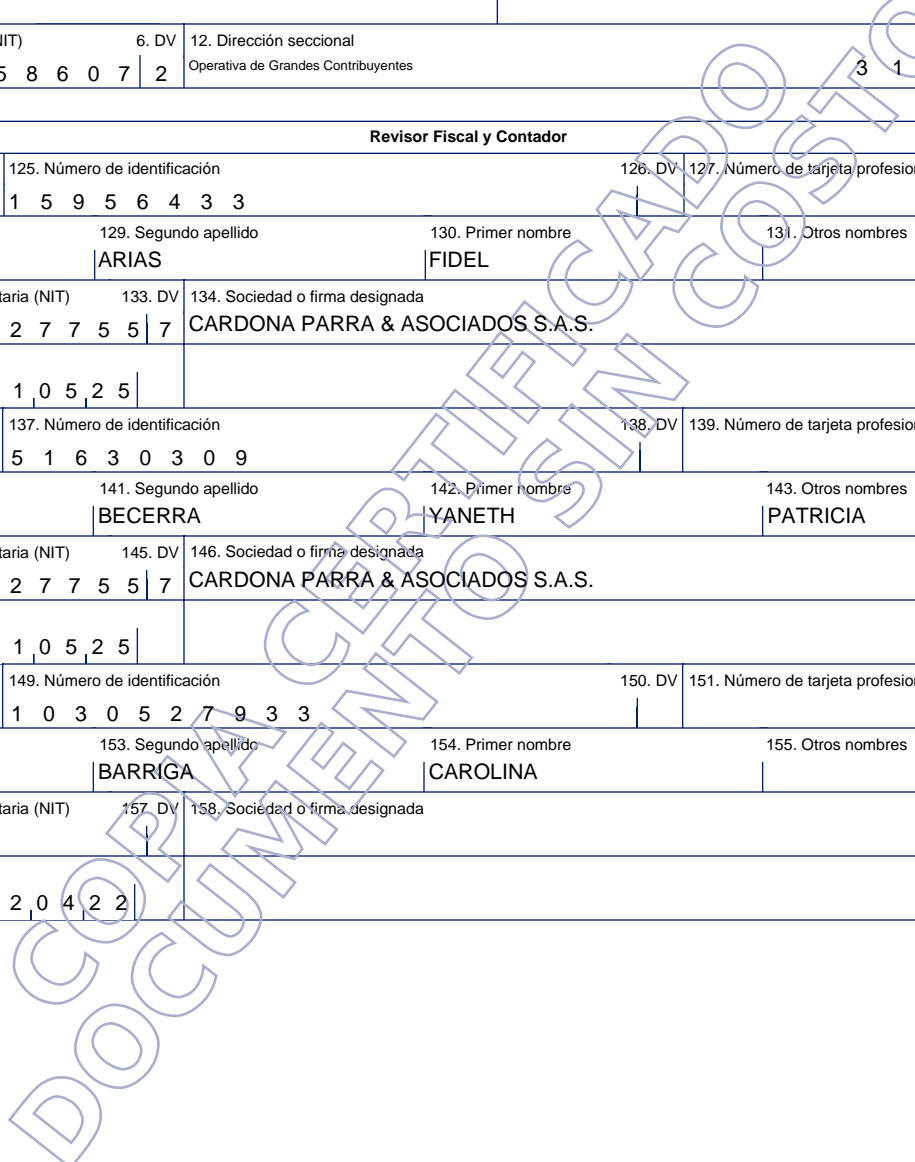 NIT) 6. DV 12. Dirección seccional
5 8 6 0 7 2 Operativa de Grandes Contribuyentes 3 1
Revisor Fiscal y Contador
125. Número de identificación 126. DV 127. Número de tarjeta profesion
1 5 9 5 6 4 3 3
129. Segundo apellido 130. Primer nombre 131. Otros nombres
ARIAS FIDEL
taria (NIT) 133. DV 134. Sociedad o firma designada
2 7 7 5 5 7 CARDONA PARRA & ASOCIADOS S.A.S.
1 0 5 2 5
137. Número de identificación 138. DV 139. Número de tarjeta profesion
5 1 6 3 0 3 0 9
141. Segundo apellido 142. Primer nombre 143. Otros nombres
BECERRA YANETH PATRICIA
taria (NIT) 145. DV 146. Sociedad o firma designada
2 7 7 5 5 7 CARDONA PARRA & ASOCIADOS S.A.S.
1 0 5 2 5
149. Número de identificación 150. DV 151. Número de tarjeta profesion
1 0 3 0 5 2 7 9 3 3
153. Segundo apellido 154. Primer nombre 155. Otros nombres
BARRIGA CAROLINA
taria (NIT) 157. DV 158. Sociedad o firma designada
2 0 4 2 2
COPIA CERTIFICADO
DOCUMENTO SIN COSTO